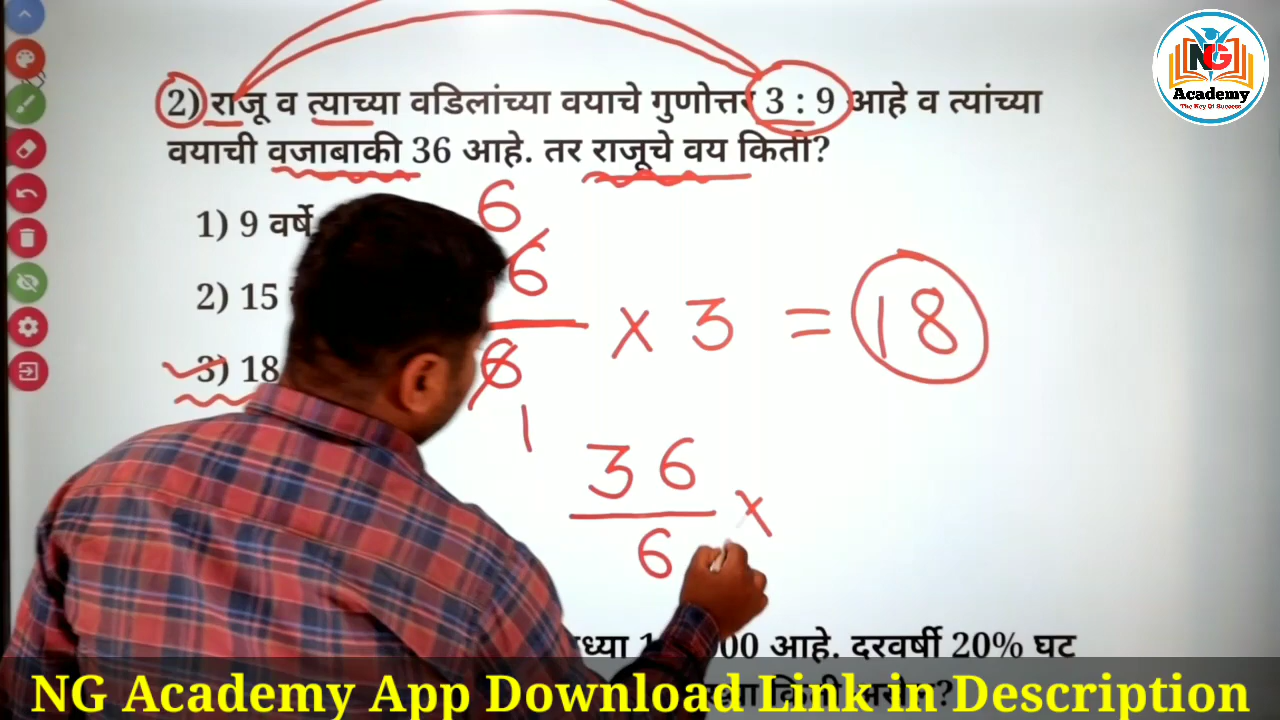 2) राजू व त्याच्या वडिलांच्या वयाचे गुणोत्तर 3 : 9 आहे व त्यांच्या
वयाची वजाबाकी 36 आहे. तर राजूचे वय किती?
1) 9 वर्षे
2) 15
3) 18
6
6
6 × 3 = 18
1
36
6 ×
आहे. दरवर्षी 20% घट
NG Academy
The Key Of Success
NG Academy App Download Link in Description